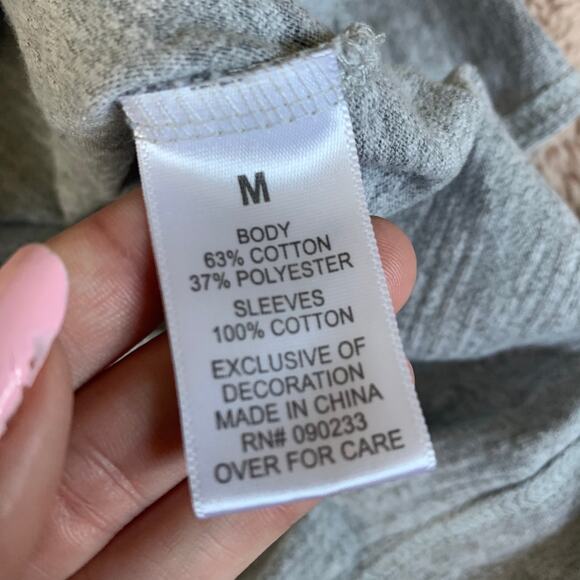 M
BODY
63% COTTON
37% POLYESTER
SLEEVES
100% COTTON
EXCLUSIVE OF
DECORATION
MADE IN CHINA
RN# 090233
OVER FOR CARE